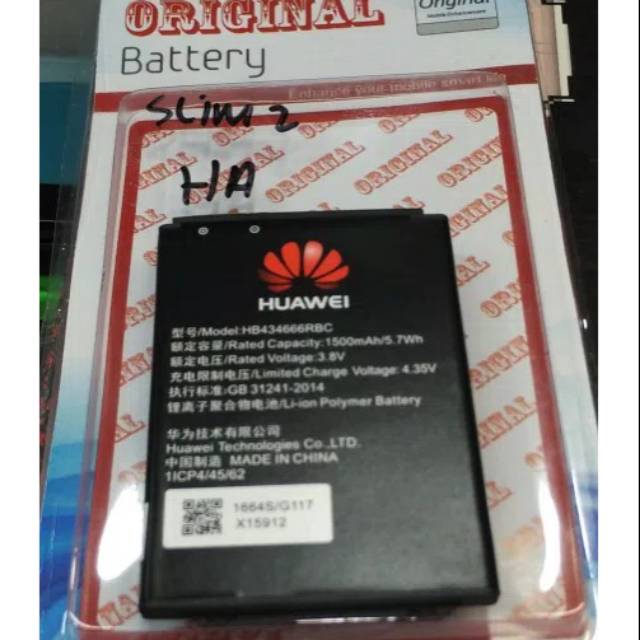 ORIGINAL
Original
Battery
Enhance your mobile smart life
Slim 2
HA
ORIGINAL
ORIGINAL
ORIGINAL
ORIGINAL
HUAWEI
型号/Model:HB434666RBC
额定容量/Rated Capacity:1500mAh/5.7Wh
额定电压/Rated Voltage:3.8V
充电限制电压/Limited Charge Voltage:4.35V
执行标准/GB 31241-2014
锂离子聚合物电池/Li-ion Polymer Battery
华为技术有限公司
Huawei Technologies Co.,LTD.
中国制造 MADE IN CHINA
1ICP4/45/62
1664S/G117
X15912